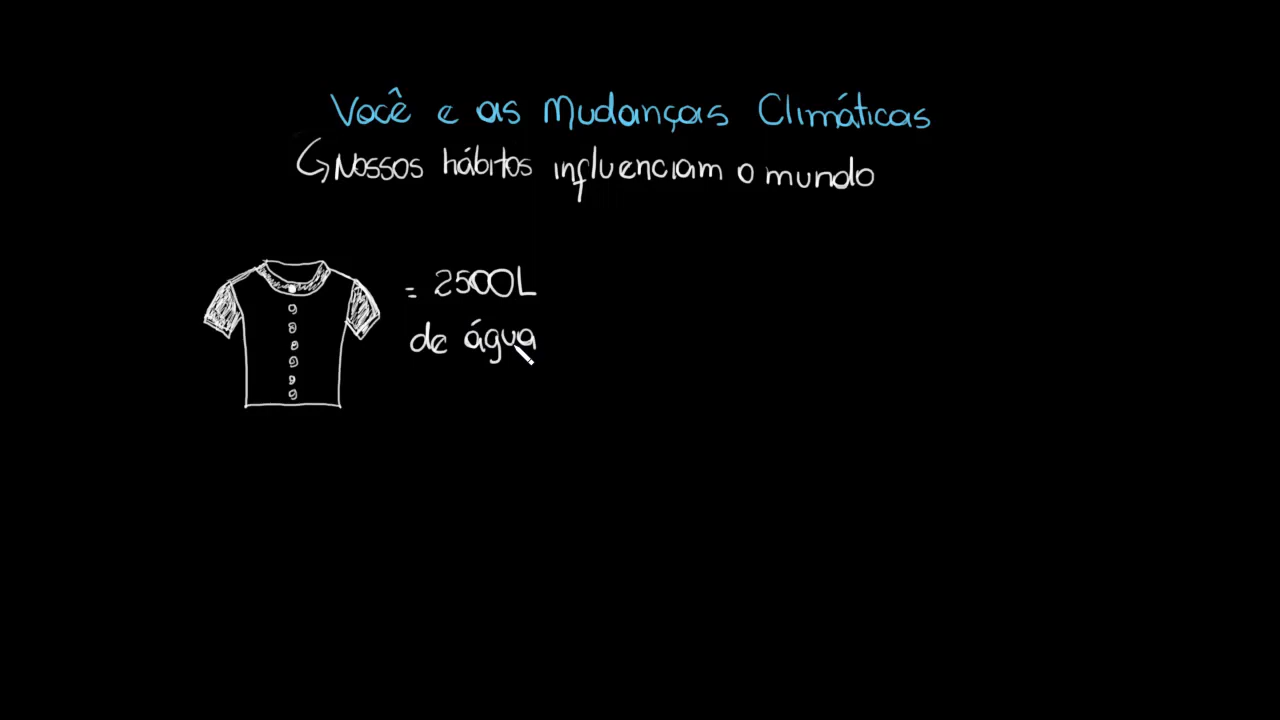 Você e as Mudanças Climáticas
↳ Nossos hábitos influenciam o mundo
= 2500L
de água